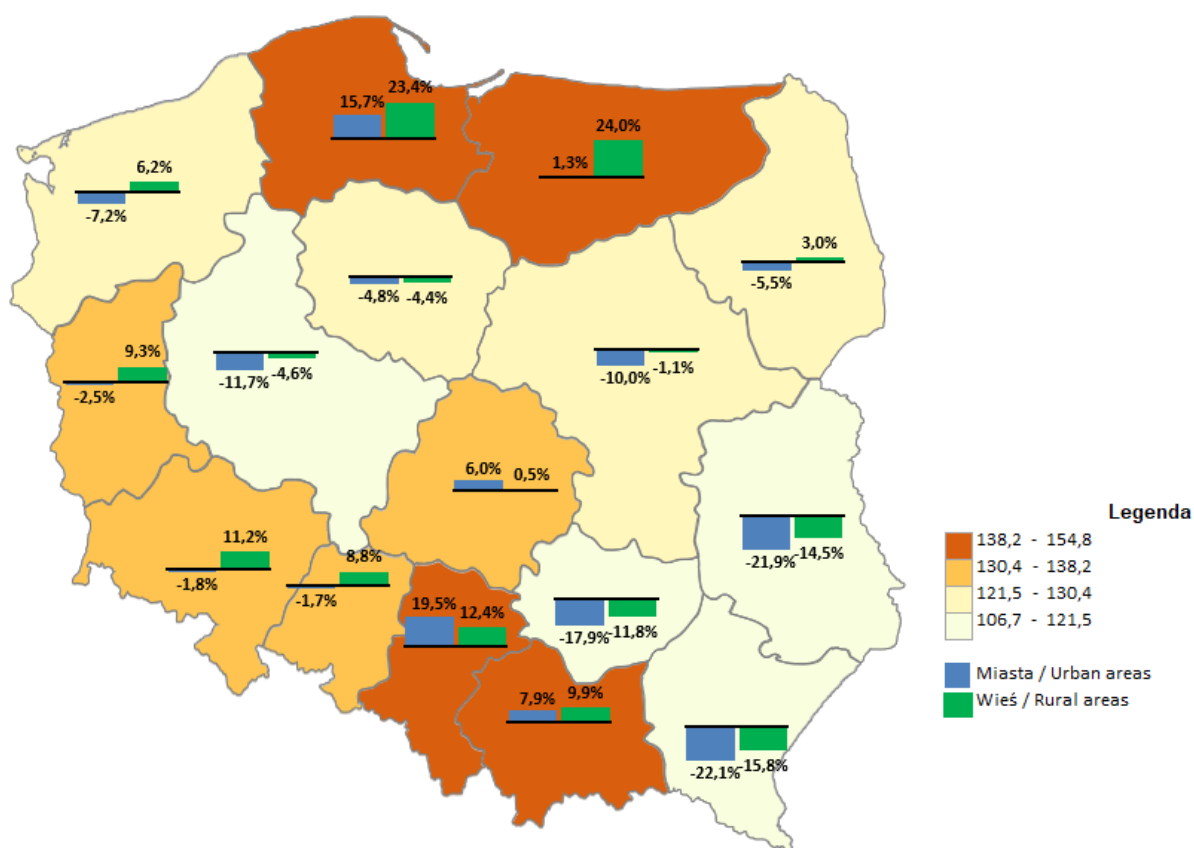 15,7% 23,4%
1,3% 24,0%
-7,2% 6,2%
-5,5% 3,0%
-4,8% -4,4%
-2,5% 9,3%
-11,7% -4,6%
-10,0% -1,1%
6,0% 0,5%
-1,8% 11,2%
-1,7% 8,8%
-21,9% -14,5%
19,5% 12,4%
-17,9% -11,8%
7,9% 9,9%
-22,1% -15,8%
Legenda
138,2 - 154,8
130,4 - 138,2
121,5 - 130,4
106,7 - 121,5
Miasta / Urban areas
Wieś / Rural areas